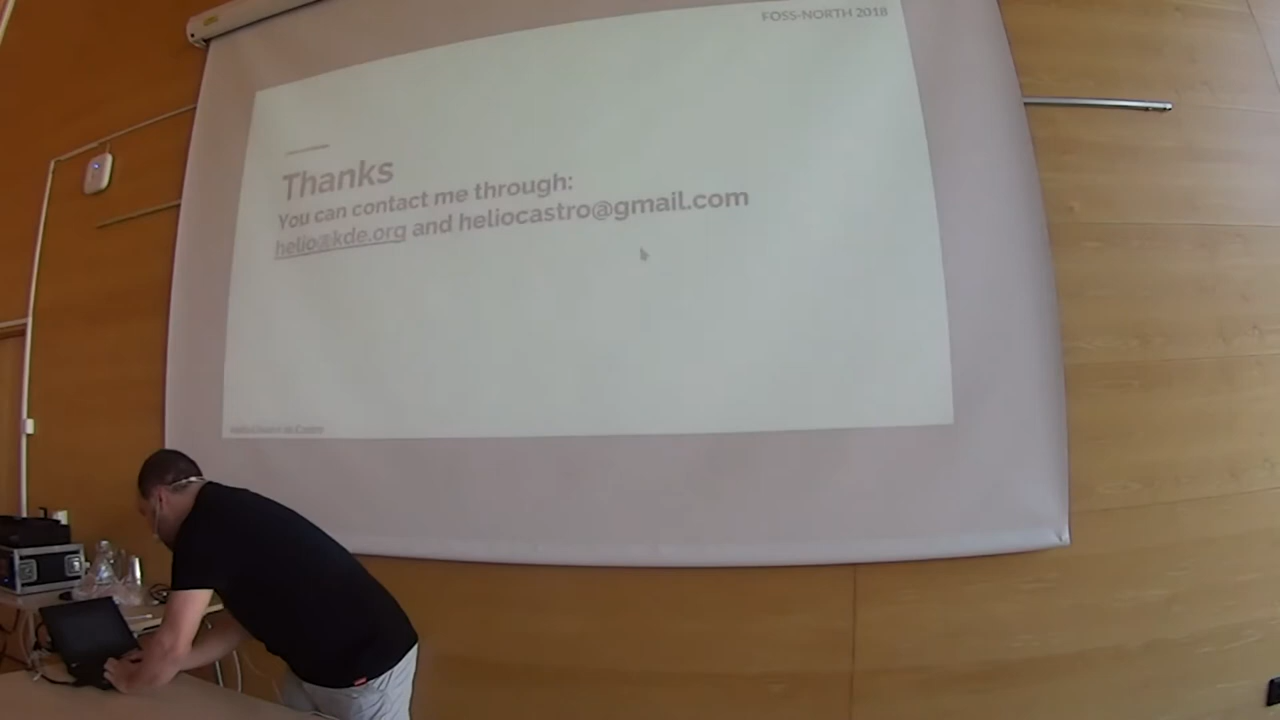 FOSS-NORTH 2018
Thanks
You can contact me through:
helio@kde.org and heliocastro@gmail.com